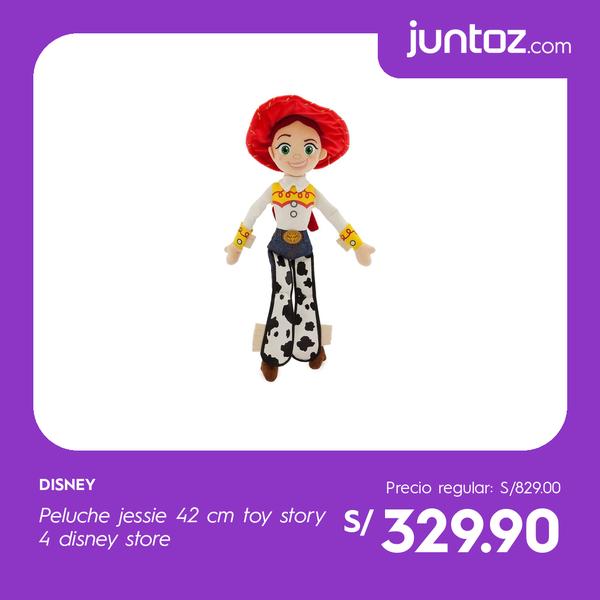 juntoz.com
DISNEY
Peluche jessie 42 cm toy story
4 disney store
Precio regular: S/829.00
S/ 329.90